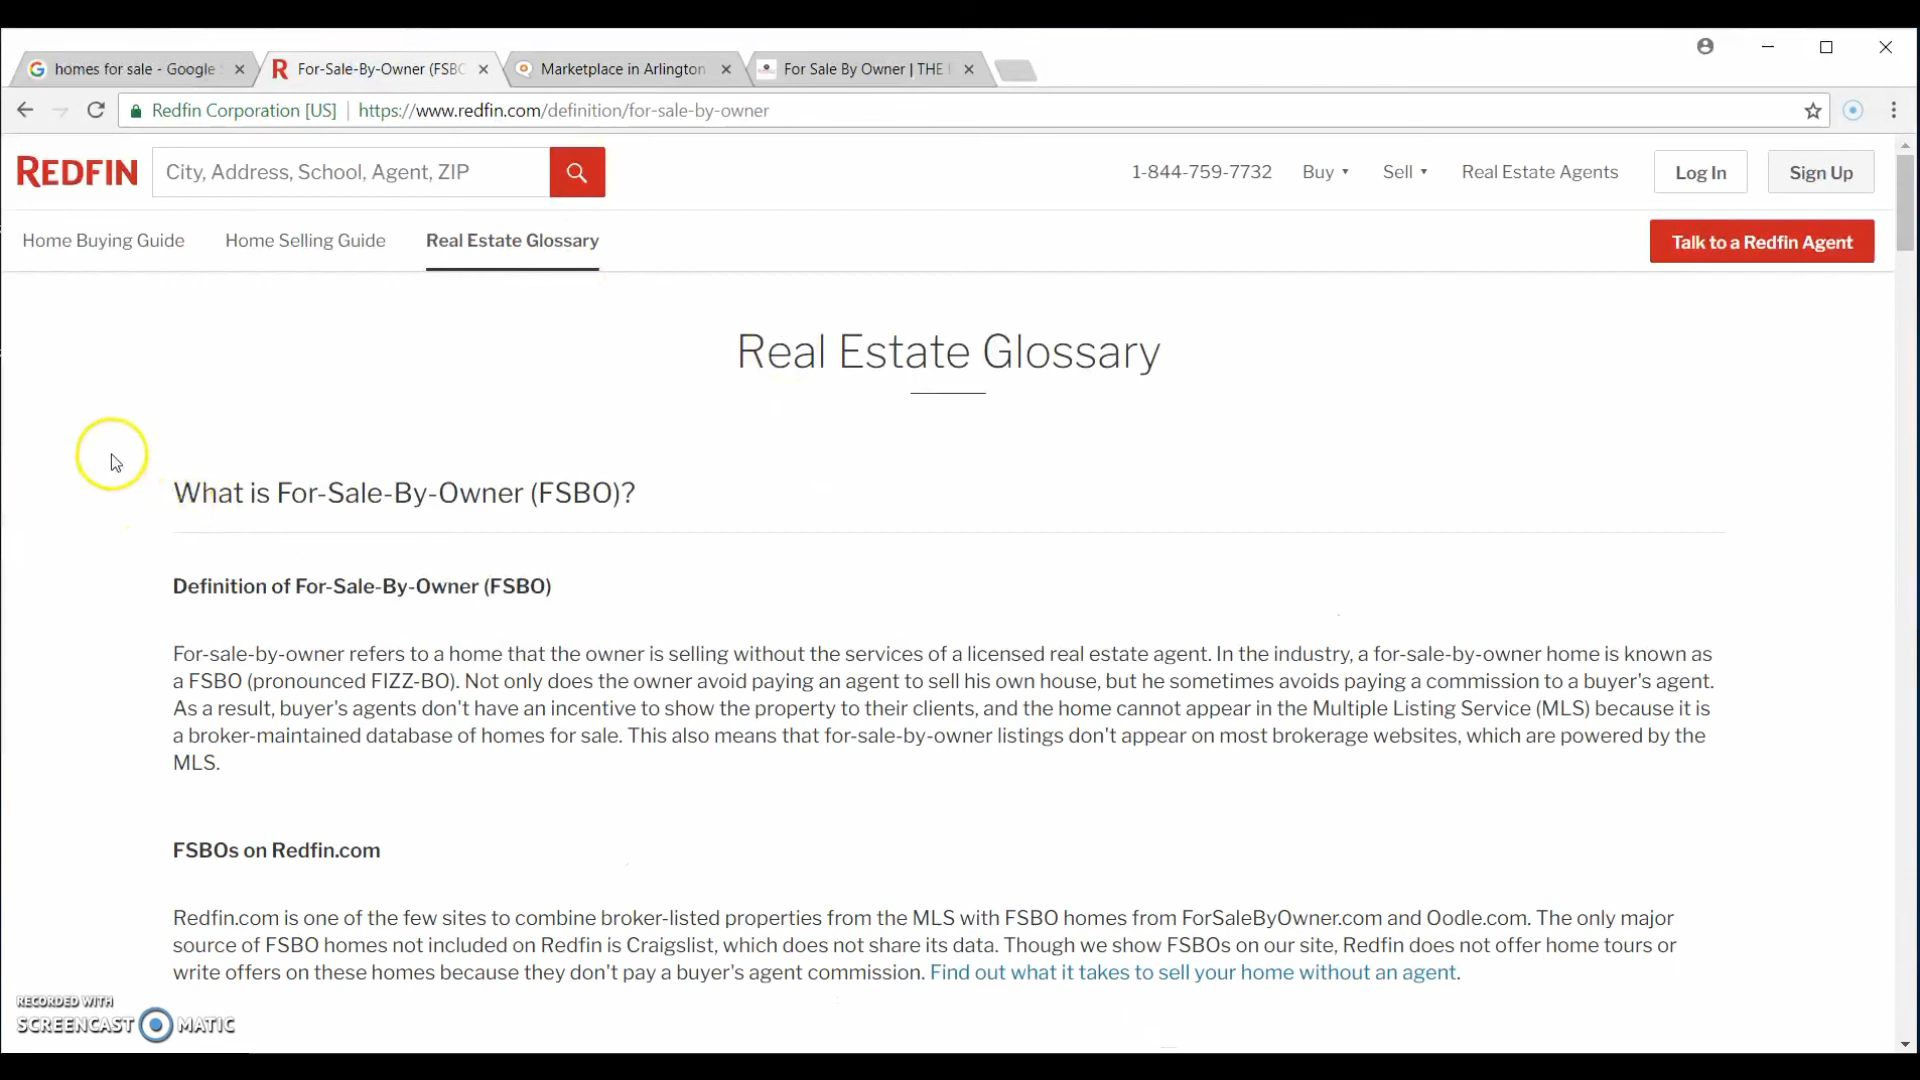 homes for sale - Google
For-Sale-By-Owner (FSBO
Marketplace in Arlington
For Sale By Owner | THE
Redfin Corporation [US] | https://www.redfin.com/definition/for-sale-by-owner
REDFIN
City, Address, School, Agent, ZIP
1-844-759-7732
Buy
Sell
Real Estate Agents
Log In
Sign Up
Home Buying Guide
Home Selling Guide
Real Estate Glossary
Talk to a Redfin Agent
Real Estate Glossary
What is For-Sale-By-Owner (FSBO)?
Definition of For-Sale-By-Owner (FSBO)
For-sale-by-owner refers to a home that the owner is selling without the services of a licensed real estate agent. In the industry, a for-sale-by-owner home is known as
a FSBO (pronounced FIZZ-BO). Not only does the owner avoid paying an agent to sell his own house, but he sometimes avoids paying a commission to a buyer's agent.
As a result, buyer's agents don't have an incentive to show the property to their clients, and the home cannot appear in the Multiple Listing Service (MLS) because it is
a broker-maintained database of homes for sale. This also means that for-sale-by-owner listings don't appear on most brokerage websites, which are powered by the
MLS.
FSBOs on Redfin.com
Redfin.com is one of the few sites to combine broker-listed properties from the MLS with FSBO homes from ForSaleByOwner.com and Oodle.com. The only major
source of FSBO homes not included on Redfin is Craigslist, which does not share its data. Though we show FSBOs on our site, Redfin does not offer home tours or
write offers on these homes because they don't pay a buyer's agent commission. Find out what it takes to sell your home without an agent.
RECORDED WITH
SCREENCAST MATIC